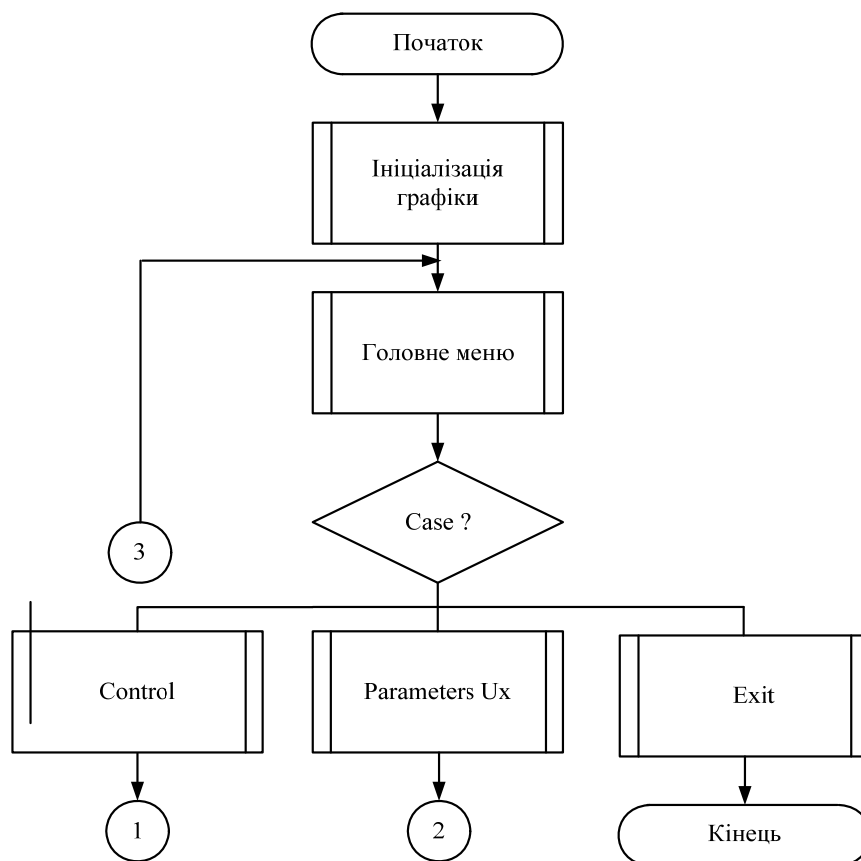 Початок
Ініціалізація
графіки
Головне меню
Case ?
3
Control
Parameters Ux
Exit
1
2
Кінець